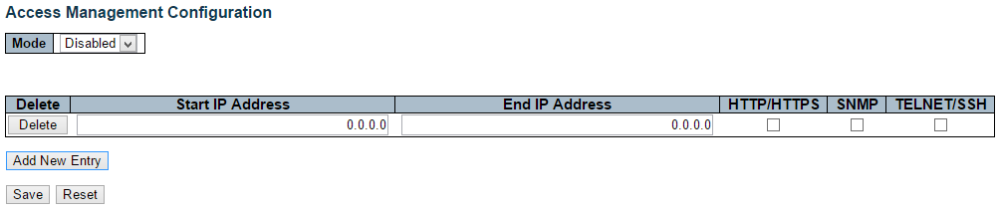 Access Management Configuration
Mode Disabled
Delete Start IP Address End IP Address HTTP/HTTPS SNMP TELNET/SSH
Delete 0.0.0.0 0.0.0.0
Add New Entry
Save Reset